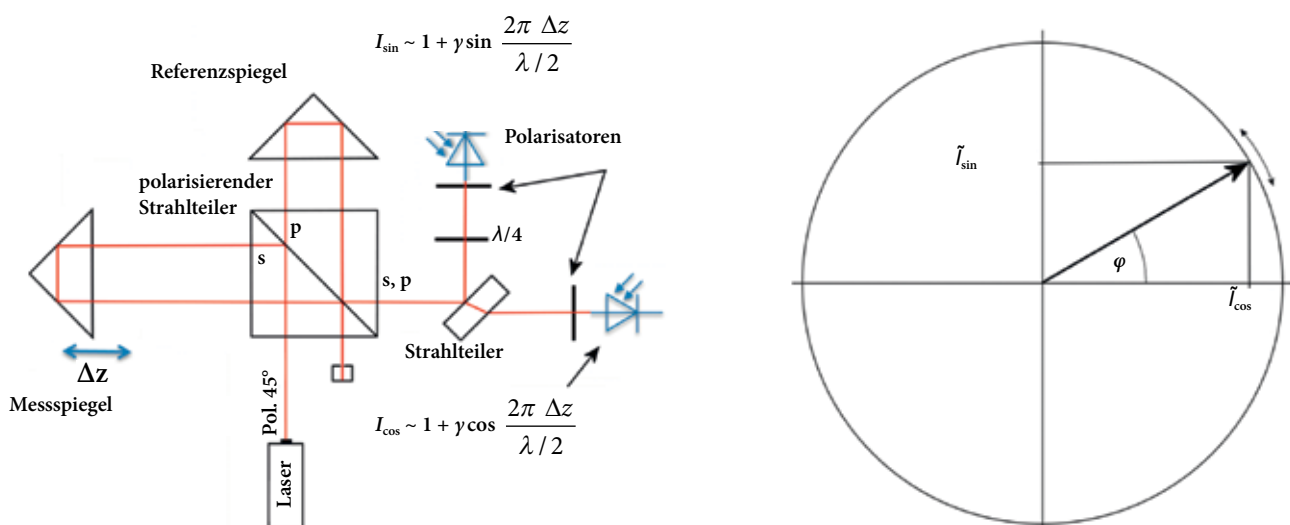 I_sin ~ 1 + γ sin 2π Δz / λ / 2
Referenzspiegel
Polarisatoren
polarisierender
Strahlteiler
p
s
λ/4
s, p
Strahlteiler
Δz
Messspiegel
Pol. 45°
I_cos ~ 1 + γ cos 2π Δz / λ / 2
Laser
Ĩ_sin
φ
Ĩ_cos